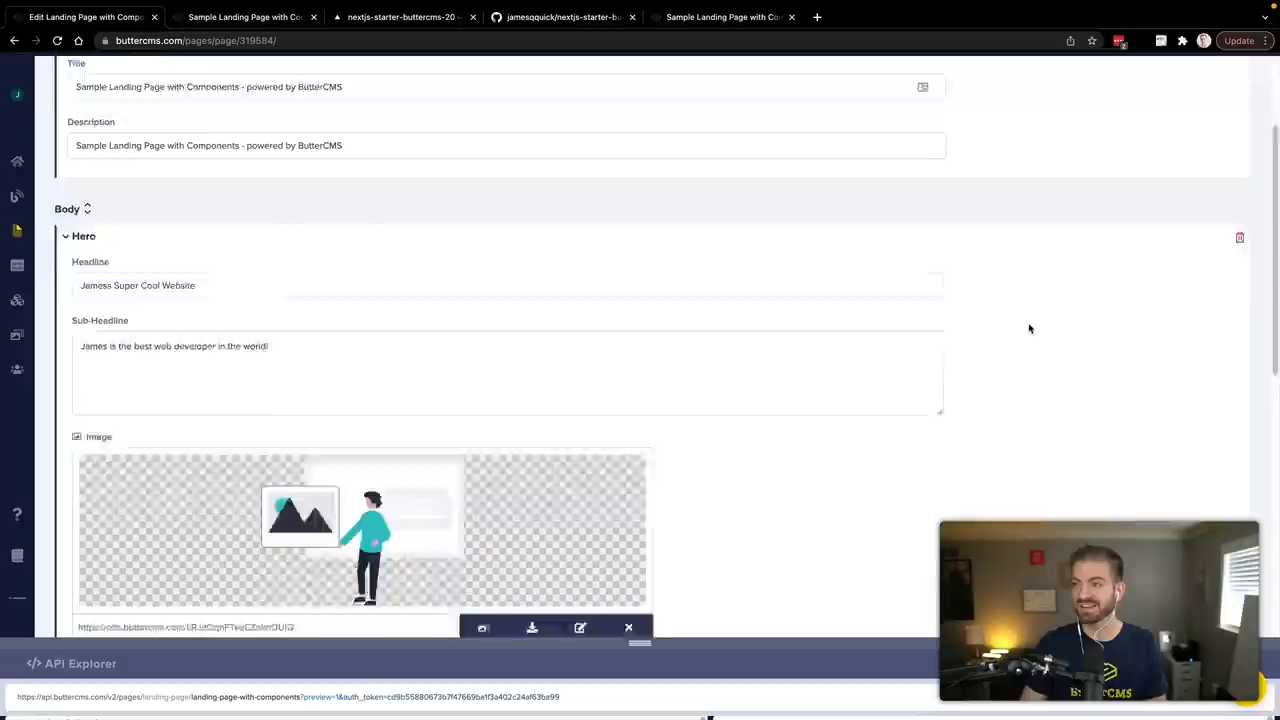 Edit Landing Page with Compo
Sample Landing Page with Con
nextjs-starter-buttercms-20
jamesqquick/nextjs-starter-bu
Sample Landing Page with Con
buttercms.com/pages/page/319584/
2
Update
J
Title
Sample Landing Page with Components - powered by ButterCMS
Description
Sample Landing Page with Components - powered by ButterCMS
Body
Hero
Headline
Jamess Super Cool Website
Sub-Headline
James is the best web developer in the world!
Image
</> API Explorer
https://api.buttercms.com/v2/pages/landing-page/landing-page-with-components?preview=1&auth_token=cd9b55880673b7f47669ba1f3a402c24af63ba99